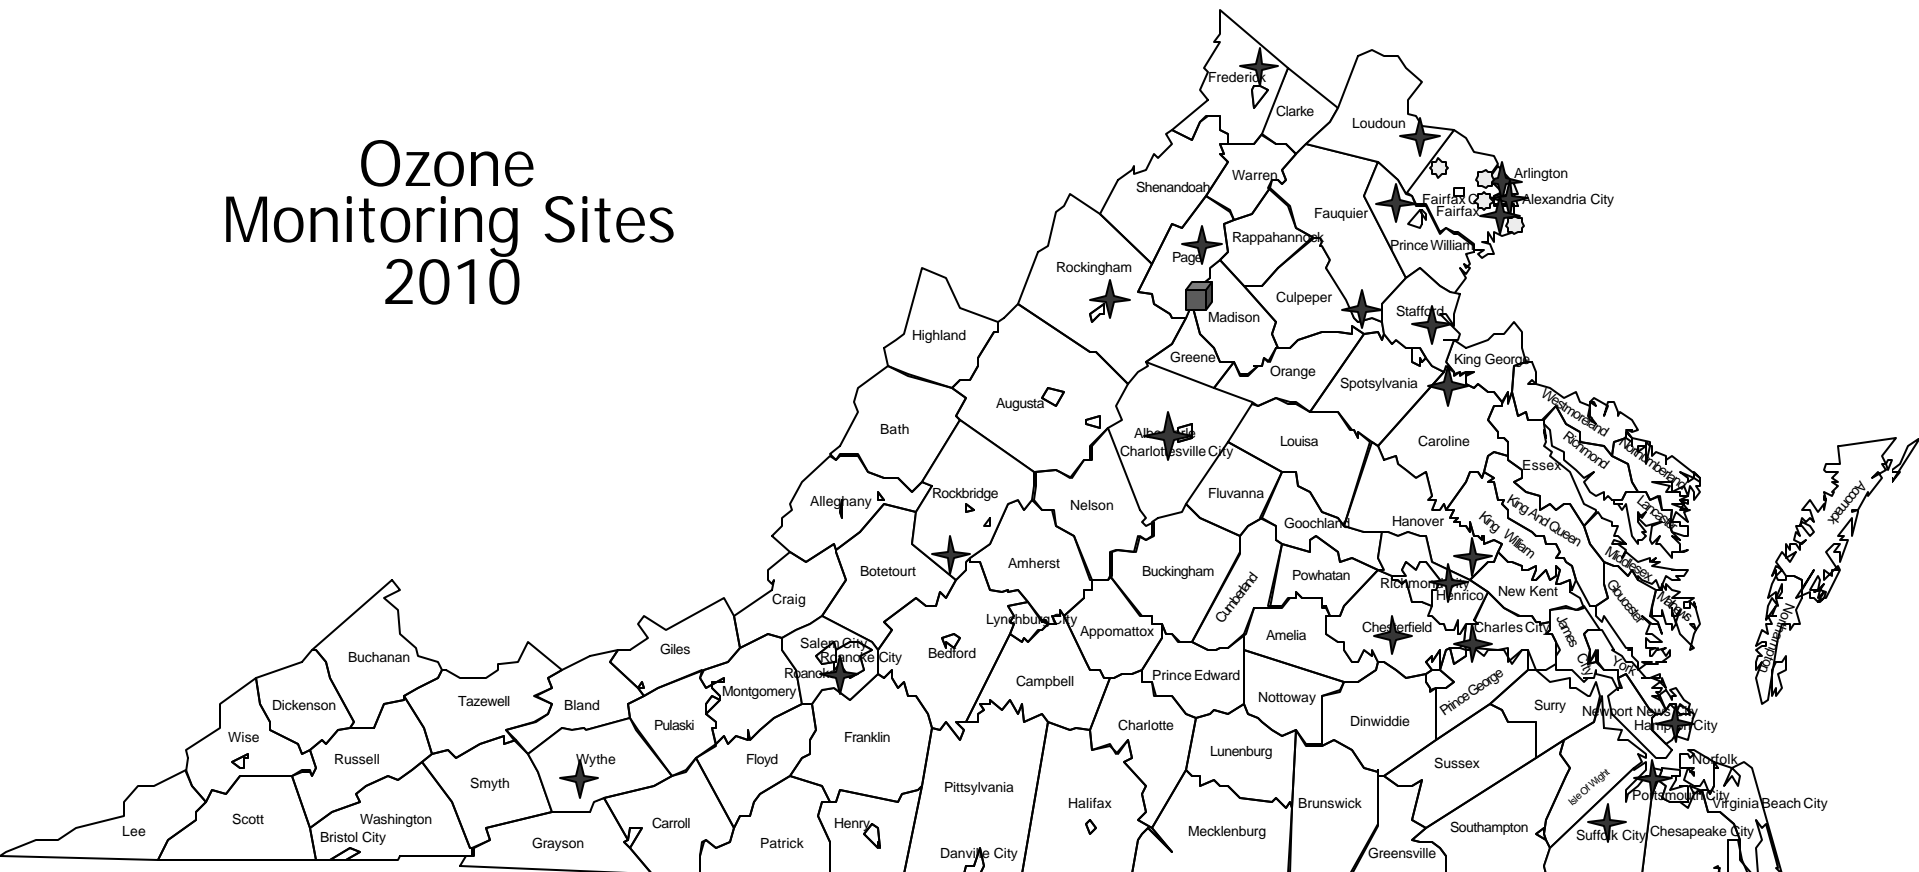 Ozone
Monitoring Sites
2010
Frederick
Clarke
Loudoun
Arlington
Shenandoah
Warren
Fairfax C
Alexandria City
Fauquier
Fairfax
Rappahannock
Prince William
Page
Rockingham
Culpeper
Stafford
Madison
Highland
Greene
King George
Orange
Spotsylvania
Augusta
Westmoreland
Bath
Albemarle
Charlottesville City
Louisa
Caroline
Richmond
Northumberland
Essex
Alleghany
Rockbridge
Nelson
Fluvanna
Accomack
Lancaster
Goochland
Hanover
King And Queen
King William
Amherst
Botetourt
Buckingham
Powhatan
Middlesex
Richmond City
Henrico
New Kent
Cumberland
Craig
Gloucester
Mathews
Northampton
Lynchburg City
Appomattox
Amelia
Chesterfield
Charles City
James City
Salem City
Roanoke City
Giles
Bedford
Buchanan
York
Roanoke
Prince Edward
Campbell
Montgomery
Prince George
Nottoway
Tazewell
Dickenson
Bland
Surry
Newport News City
Hampton City
Pulaski
Charlotte
Dinwiddie
Wise
Franklin
Lunenburg
Russell
Wythe
Floyd
Norfolk
Sussex
Smyth
Pittsylvania
Isle Of Wight
Portsmouth City
Halifax
Brunswick
Virginia Beach City
Scott
Washington
Carroll
Henry
Lee
Mecklenburg
Southampton
Suffolk City
Chesapeake City
Bristol City
Grayson
Patrick
Danville City
Greensville